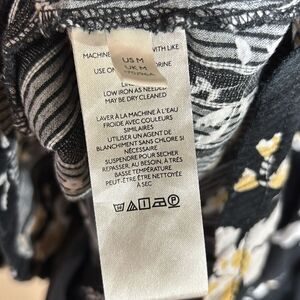 MACHINE
WITH LIKE
US M
UK M
USE ON
LOW IRON AS NEEDED
MAY BE DRY CLEANED
LAVER À LA MACHINE À L'EAU
FROIDE AVEC COULEURS
SIMILAIRES
UTILISER UN AGENT DE
BLANCHIMENT SANS CHLORE SI
NÉCESSAIRE
SUSPENDRE POUR SÉCHER
REPASSER, AU BESOIN, À TRÈS
BASSE TEMPÉRATURE
PEUT-ÊTRE ÊTRE NETTOYÉE
À SEC